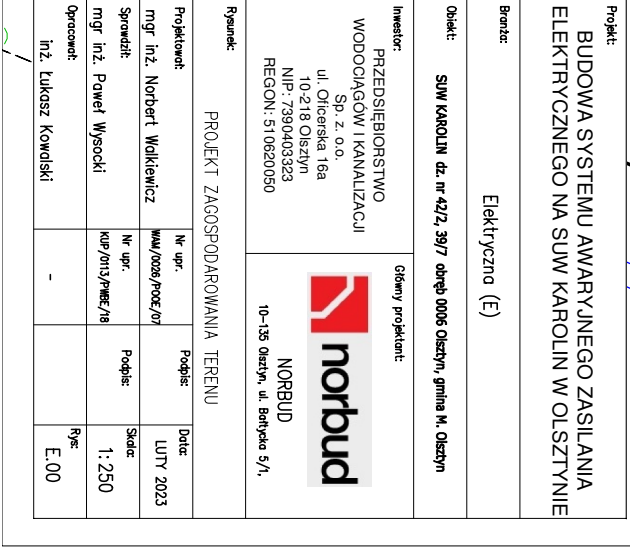 Projekt:
BUDOWA SYSTEMU AWARYJNEGO ZASILANIA
ELEKTRYCZNEGO NA SUW KAROLIN W OLSZTYNIE
Branża:
Elektryczna (E)
Obiekt:
SUW KAROLIN dz. nr 42/2, 39/7 obręb 0006 Olsztyn, gmina M. Olsztyn
Inwestor:
PRZEDSIĘBIORSTWO
WODOCIĄGÓW I KANALIZACJI
Sp. z. o.o.
ul. Oficerska 16a
10-218 Olsztyn
NIP: 7390403323
REGON: 510620050
Główny projektant:
norbud
NORBUD
10-135 Olsztyn, ul. Bałtycka 5/1,
Rysunek:
PROJEKT ZAGOSPODAROWANIA TERENU
Projektował:
mgr inż. Norbert Walkiewicz
Nr upr.
WAM/0026/POOE/07
Podpis:
Data:
LUTY 2023
Sprawdził:
mgr inż. Paweł Wysocki
Nr upr.
KUP/0113/PWBE/18
Podpis:
Skala:
1:250
Opracował:
inż. Łukasz Kowalski
-
Rys:
E.00